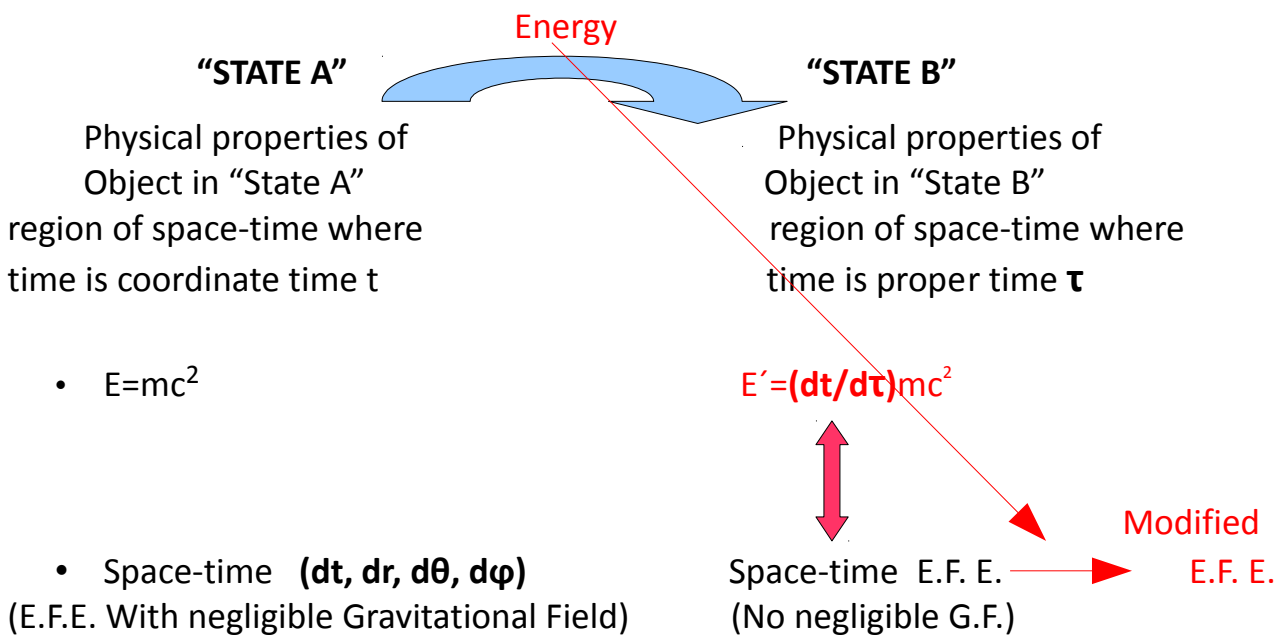 Energy
“STATE A”
“STATE B”
Physical properties of
Object in “State A”
region of space-time where
time is coordinate time t
Physical properties of
Object in “State B”
region of space-time where
time is proper time τ
• E=mc²
E´=(dt/dτ)mc²
• Space-time (dt, dr, dθ, dφ)
(E.F.E. With negligible Gravitational Field)
Space-time E.F. E.
(No negligible G.F.)
Modified
E.F. E.